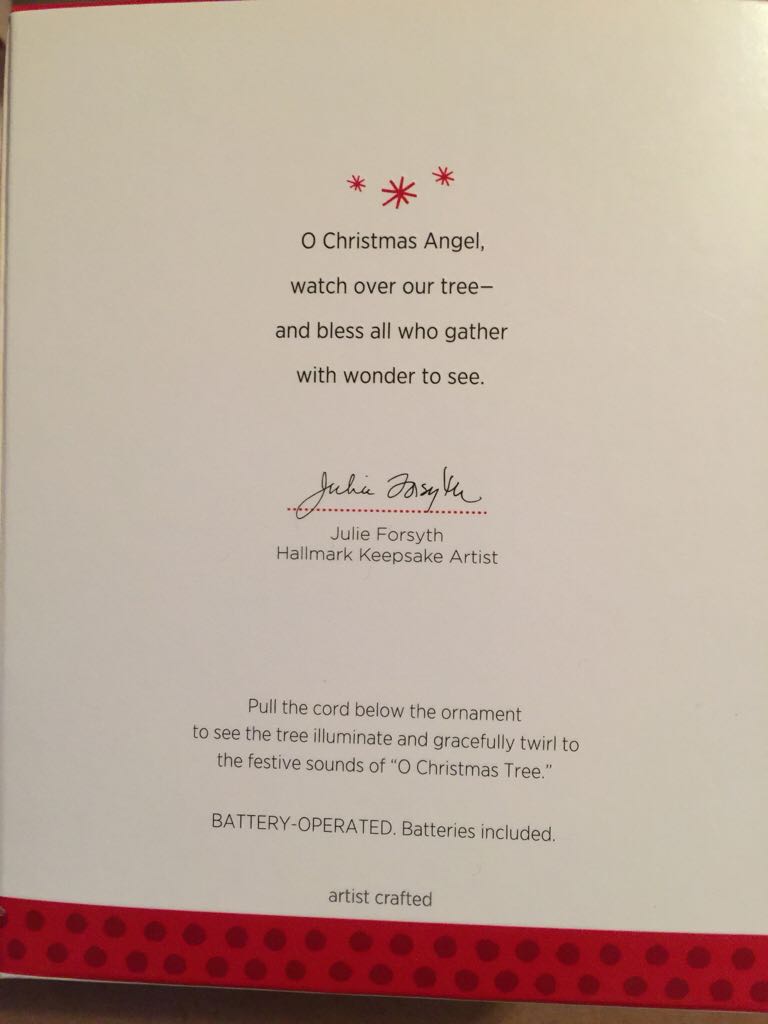 O Christmas Angel,
watch over our tree—
and bless all who gather
with wonder to see.
Julie Forsyth
Julie Forsyth
Hallmark Keepsake Artist
Pull the cord below the ornament
to see the tree illuminate and gracefully twirl to
the festive sounds of “O Christmas Tree.”
BATTERY-OPERATED. Batteries included.
artist crafted